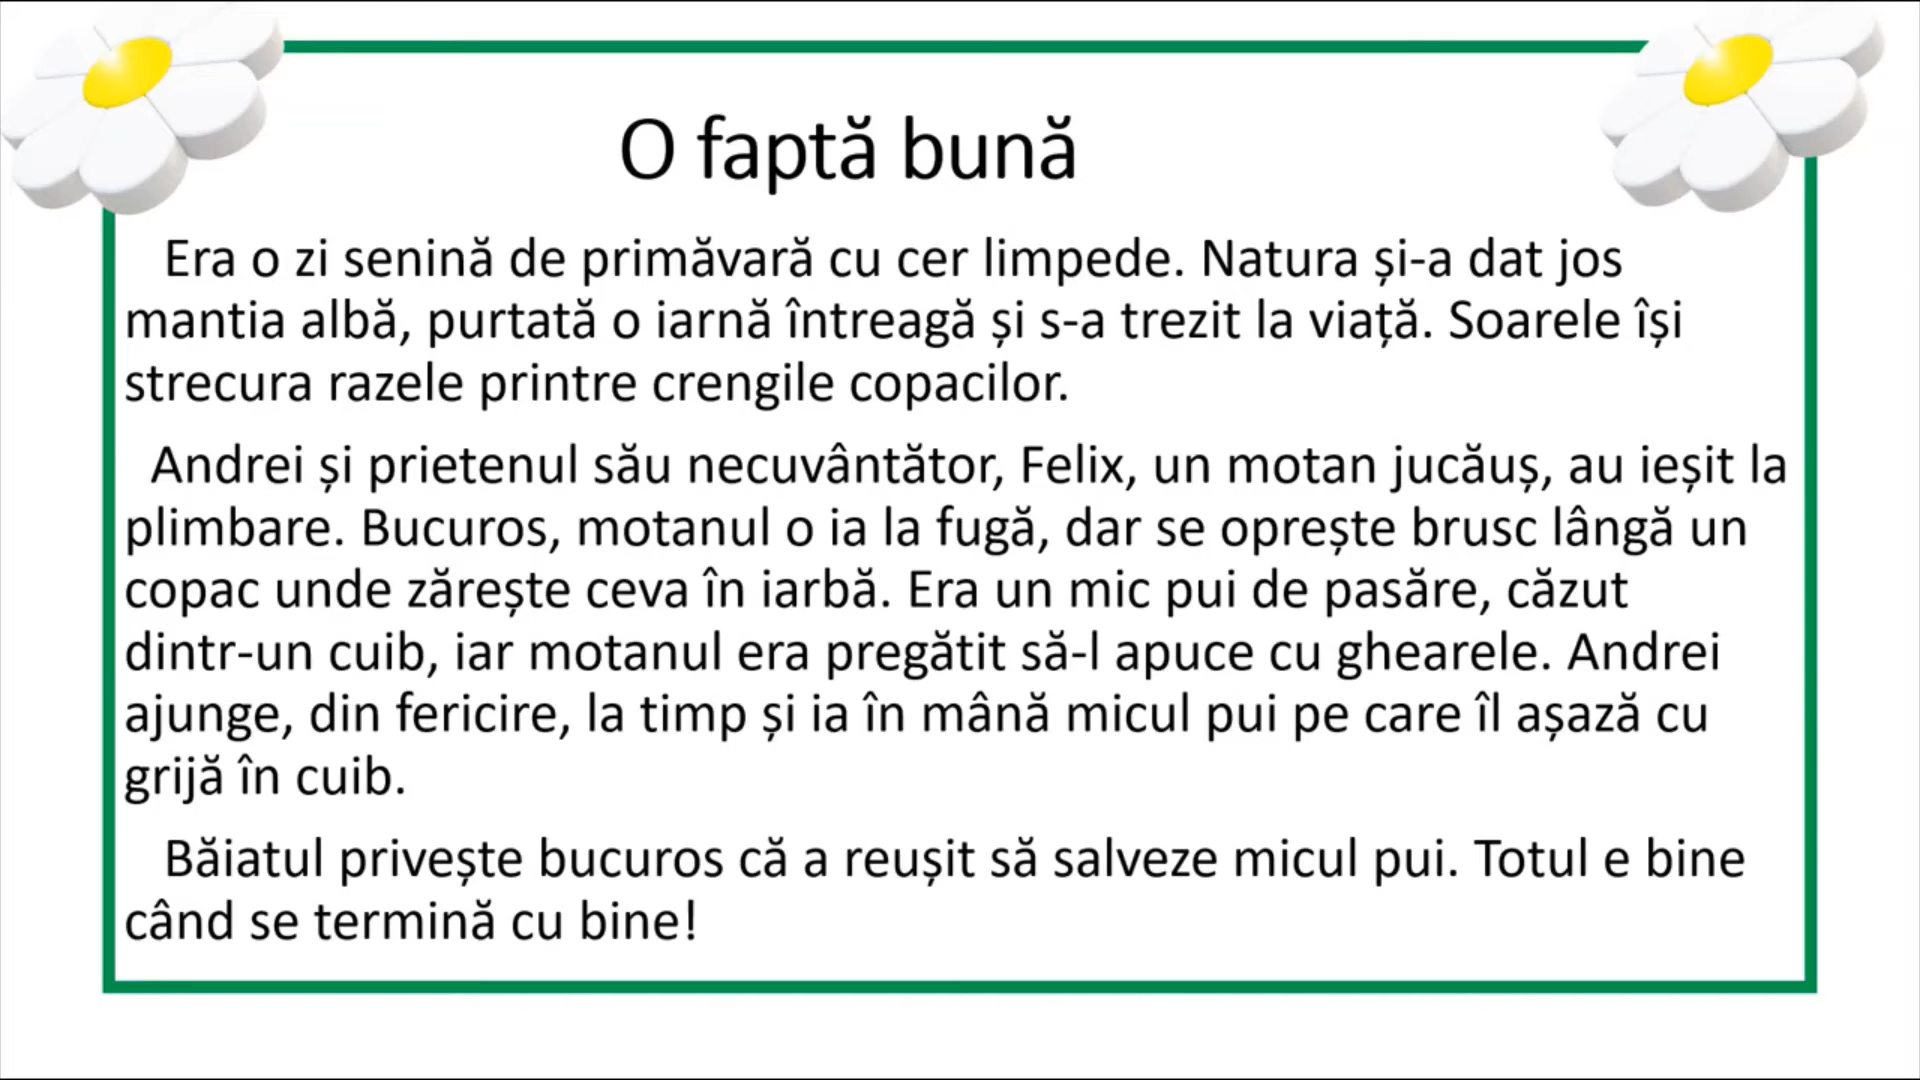 O faptă bună
Era o zi senină de primăvară cu cer limpede. Natura și-a dat jos
mantia albă, purtată o iarnă întreagă și s-a trezit la viață. Soarele își
strecura razele printre crengile copacilor.
Andrei și prietenul său necuvântător, Felix, un motan jucăuș, au ieșit la
plimbare. Bucuros, motanul o ia la fugă, dar se oprește brusc lângă un
copac unde zărește ceva în iarbă. Era un mic pui de pasăre, căzut
dintr-un cuib, iar motanul era pregătit să-l apuce cu ghearele. Andrei
ajunge, din fericire, la timp și ia în mână micul pui pe care îl așază cu
grijă în cuib.
Băiatul privește bucuros că a reușit să salveze micul pui. Totul e bine
când se termină cu bine!